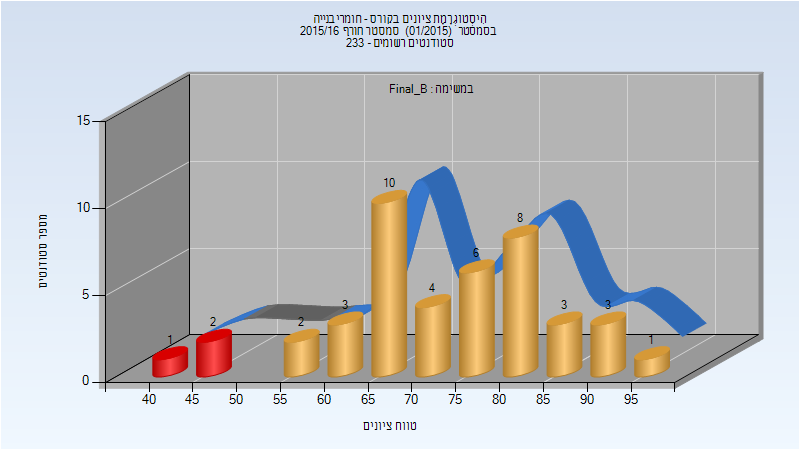 היסטוגרמת ציונים בקורס - חומרי בנייה
בסמסטר (01/2015) סמסטר חורף 2015/16
סטודנטים רשומים - 233
במשימה : Final_B
15
10
5
0
מספר סטודנטים
1
2
2
3
10
4
6
8
3
3
1
40 45 50 55 60 65 70 75 80 85 90 95
טווח ציונים